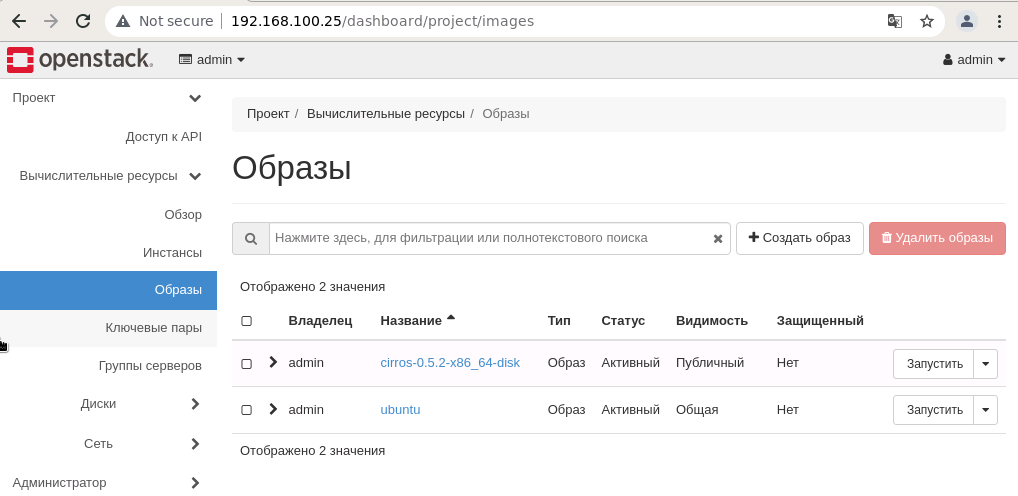 Not secure 192.168.100.25/dashboard/project/images
openstack. admin admin
Проект
Доступ к API
Вычислительные ресурсы
Обзор
Инстансы
Образы
Ключевые пары
Группы серверов
Диски
Сеть
Администратор
Проект / Вычислительные ресурсы / Образы
Образы
Нажмите здесь, для фильтрации или полнотекстового поиска Создать образ Удалить образы
Отображено 2 значения
Владелец Название Тип Статус Видимость Защищенный
admin cirros-0.5.2-x86_64-disk Образ Активный Публичный Нет Запустить
admin ubuntu Образ Активный Общая Нет Запустить
Отображено 2 значения